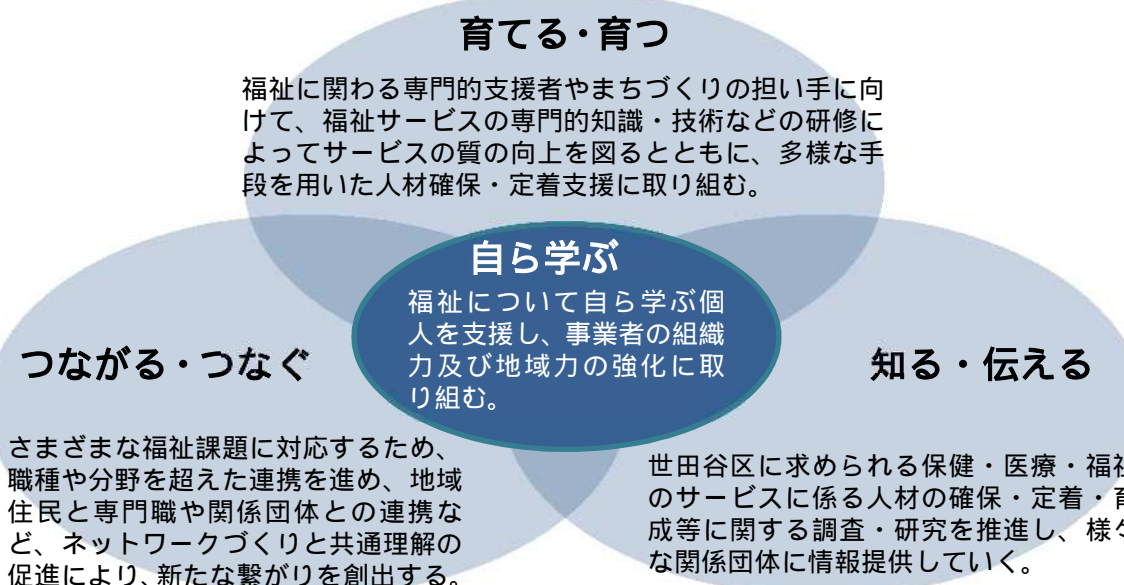 育てる・育つ
福祉に関わる専門的支援者やまちづくりの担い手に向
けて、福祉サービスの専門的知識・技術などの研修に
よってサービスの質の向上を図るとともに、多様な手
段を用いた人材確保・定着支援に取り組む。
自ら学ぶ
福祉について自ら学ぶ個
人を支援し、事業者の組織
力及び地域力の強化に取
り組む。
つながる・つなぐ
さまざまな福祉課題に対応するため、
職種や分野を超えた連携を進め、地域
住民と専門職や関係団体との連携な
ど、ネットワークづくりと共通理解の
促進により、新たな繋がりを創出する。
知る・伝える
世田谷区に求められる保健・医療・福祉
のサービスに係る人材の確保・定着・育
成等に関する調査・研究を推進し、様々
な関係団体に情報提供していく。